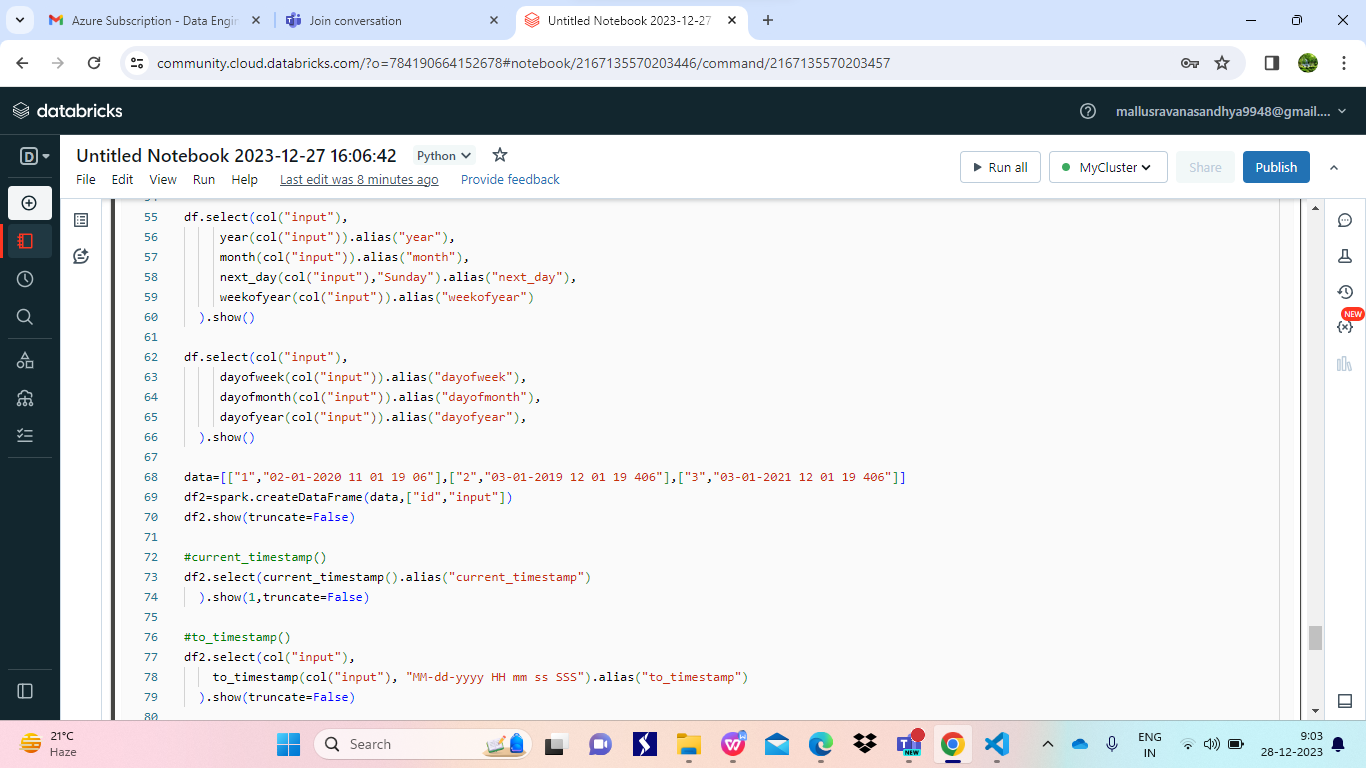 Azure Subscription - Data Engin
Join conversation
Untitled Notebook 2023-12-27
community.cloud.databricks.com/?o=784190664152678#notebook/2167135570203446/command/2167135570203457
databricks
mallusravanasandhya9948@gmail....
Untitled Notebook 2023-12-27 16:06:42
Python
Run all
MyCluster
Share
Publish
File Edit View Run Help Last edit was 8 minutes ago Provide feedback
55 df.select(col("input"),
56 year(col("input")).alias("year"),
57 month(col("input")).alias("month"),
58 next_day(col("input"),"Sunday").alias("next_day"),
59 weekofyear(col("input")).alias("weekofyear")
60 ).show()
61
62 df.select(col("input"),
63 dayofweek(col("input")).alias("dayofweek"),
64 dayofmonth(col("input")).alias("dayofmonth"),
65 dayofyear(col("input")).alias("dayofyear"),
66 ).show()
67
68 data=[["1","02-01-2020 11 01 19 06"],["2","03-01-2019 12 01 19 406"],["3","03-01-2021 12 01 19 406"]]
69 df2=spark.createDataFrame(data,["id","input"])
70 df2.show(truncate=False)
71
72 #current_timestamp()
73 df2.select(current_timestamp().alias("current_timestamp")
74 ).show(1,truncate=False)
75
76 #to_timestamp()
77 df2.select(col("input"),
78 to_timestamp(col("input"), "MM-dd-yyyy HH mm ss SSS").alias("to_timestamp")
79 ).show(truncate=False)
80
NEW
21°C
Haze
Search
NEW
ENG
IN
9:03
28-12-2023